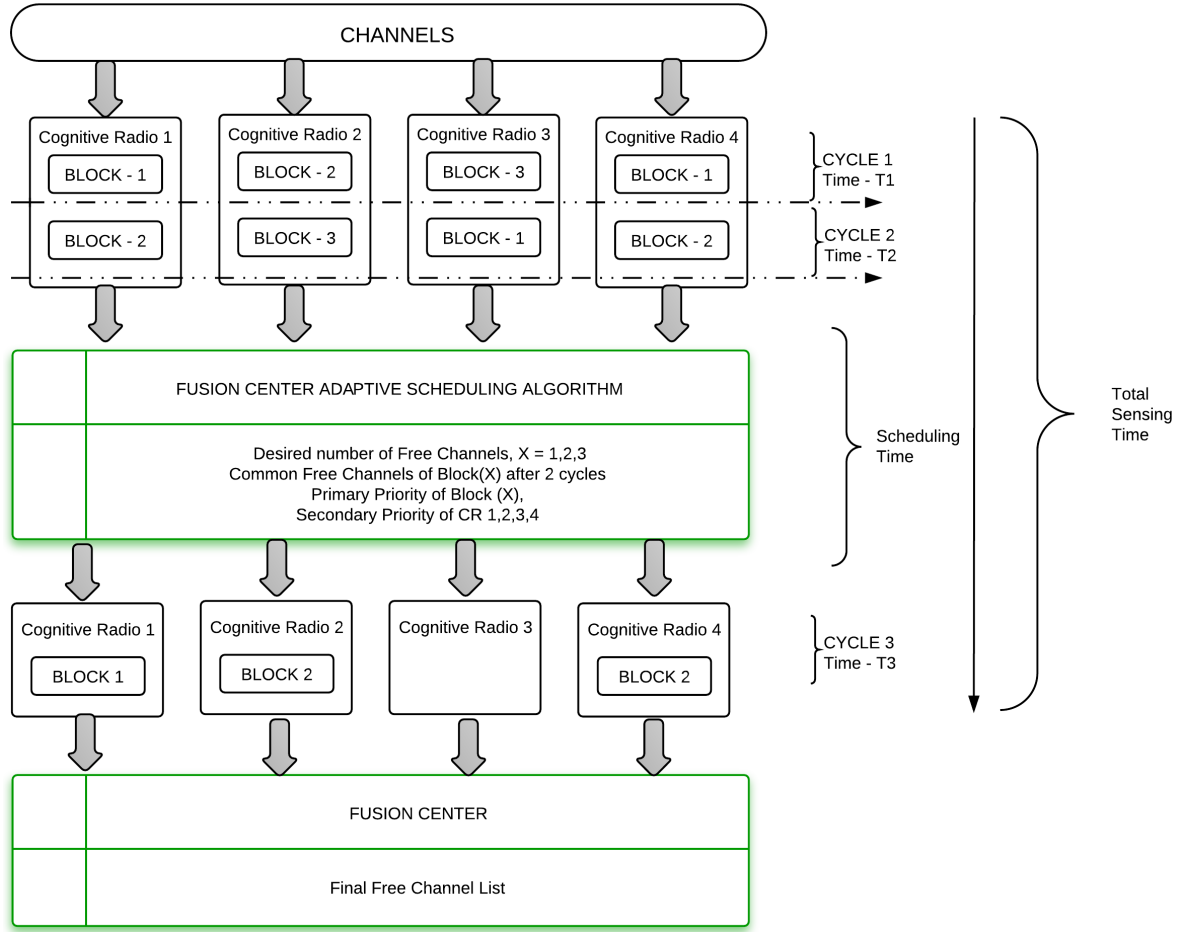 CHANNELS
Cognitive Radio 1
Cognitive Radio 2
Cognitive Radio 3
Cognitive Radio 4
BLOCK - 1
BLOCK - 2
BLOCK - 3
BLOCK - 1
CYCLE 1
Time - T1
BLOCK - 2
BLOCK - 3
BLOCK - 1
BLOCK - 2
CYCLE 2
Time - T2
FUSION CENTER ADAPTIVE SCHEDULING ALGORITHM
Desired number of Free Channels, X = 1,2,3
Common Free Channels of Block(X) after 2 cycles
Primary Priority of Block (X),
Secondary Priority of CR 1,2,3,4
Scheduling
Time
Total
Sensing
Time
Cognitive Radio 1
Cognitive Radio 2
Cognitive Radio 3
Cognitive Radio 4
BLOCK 1
BLOCK 2
BLOCK 2
CYCLE 3
Time - T3
FUSION CENTER
Final Free Channel List